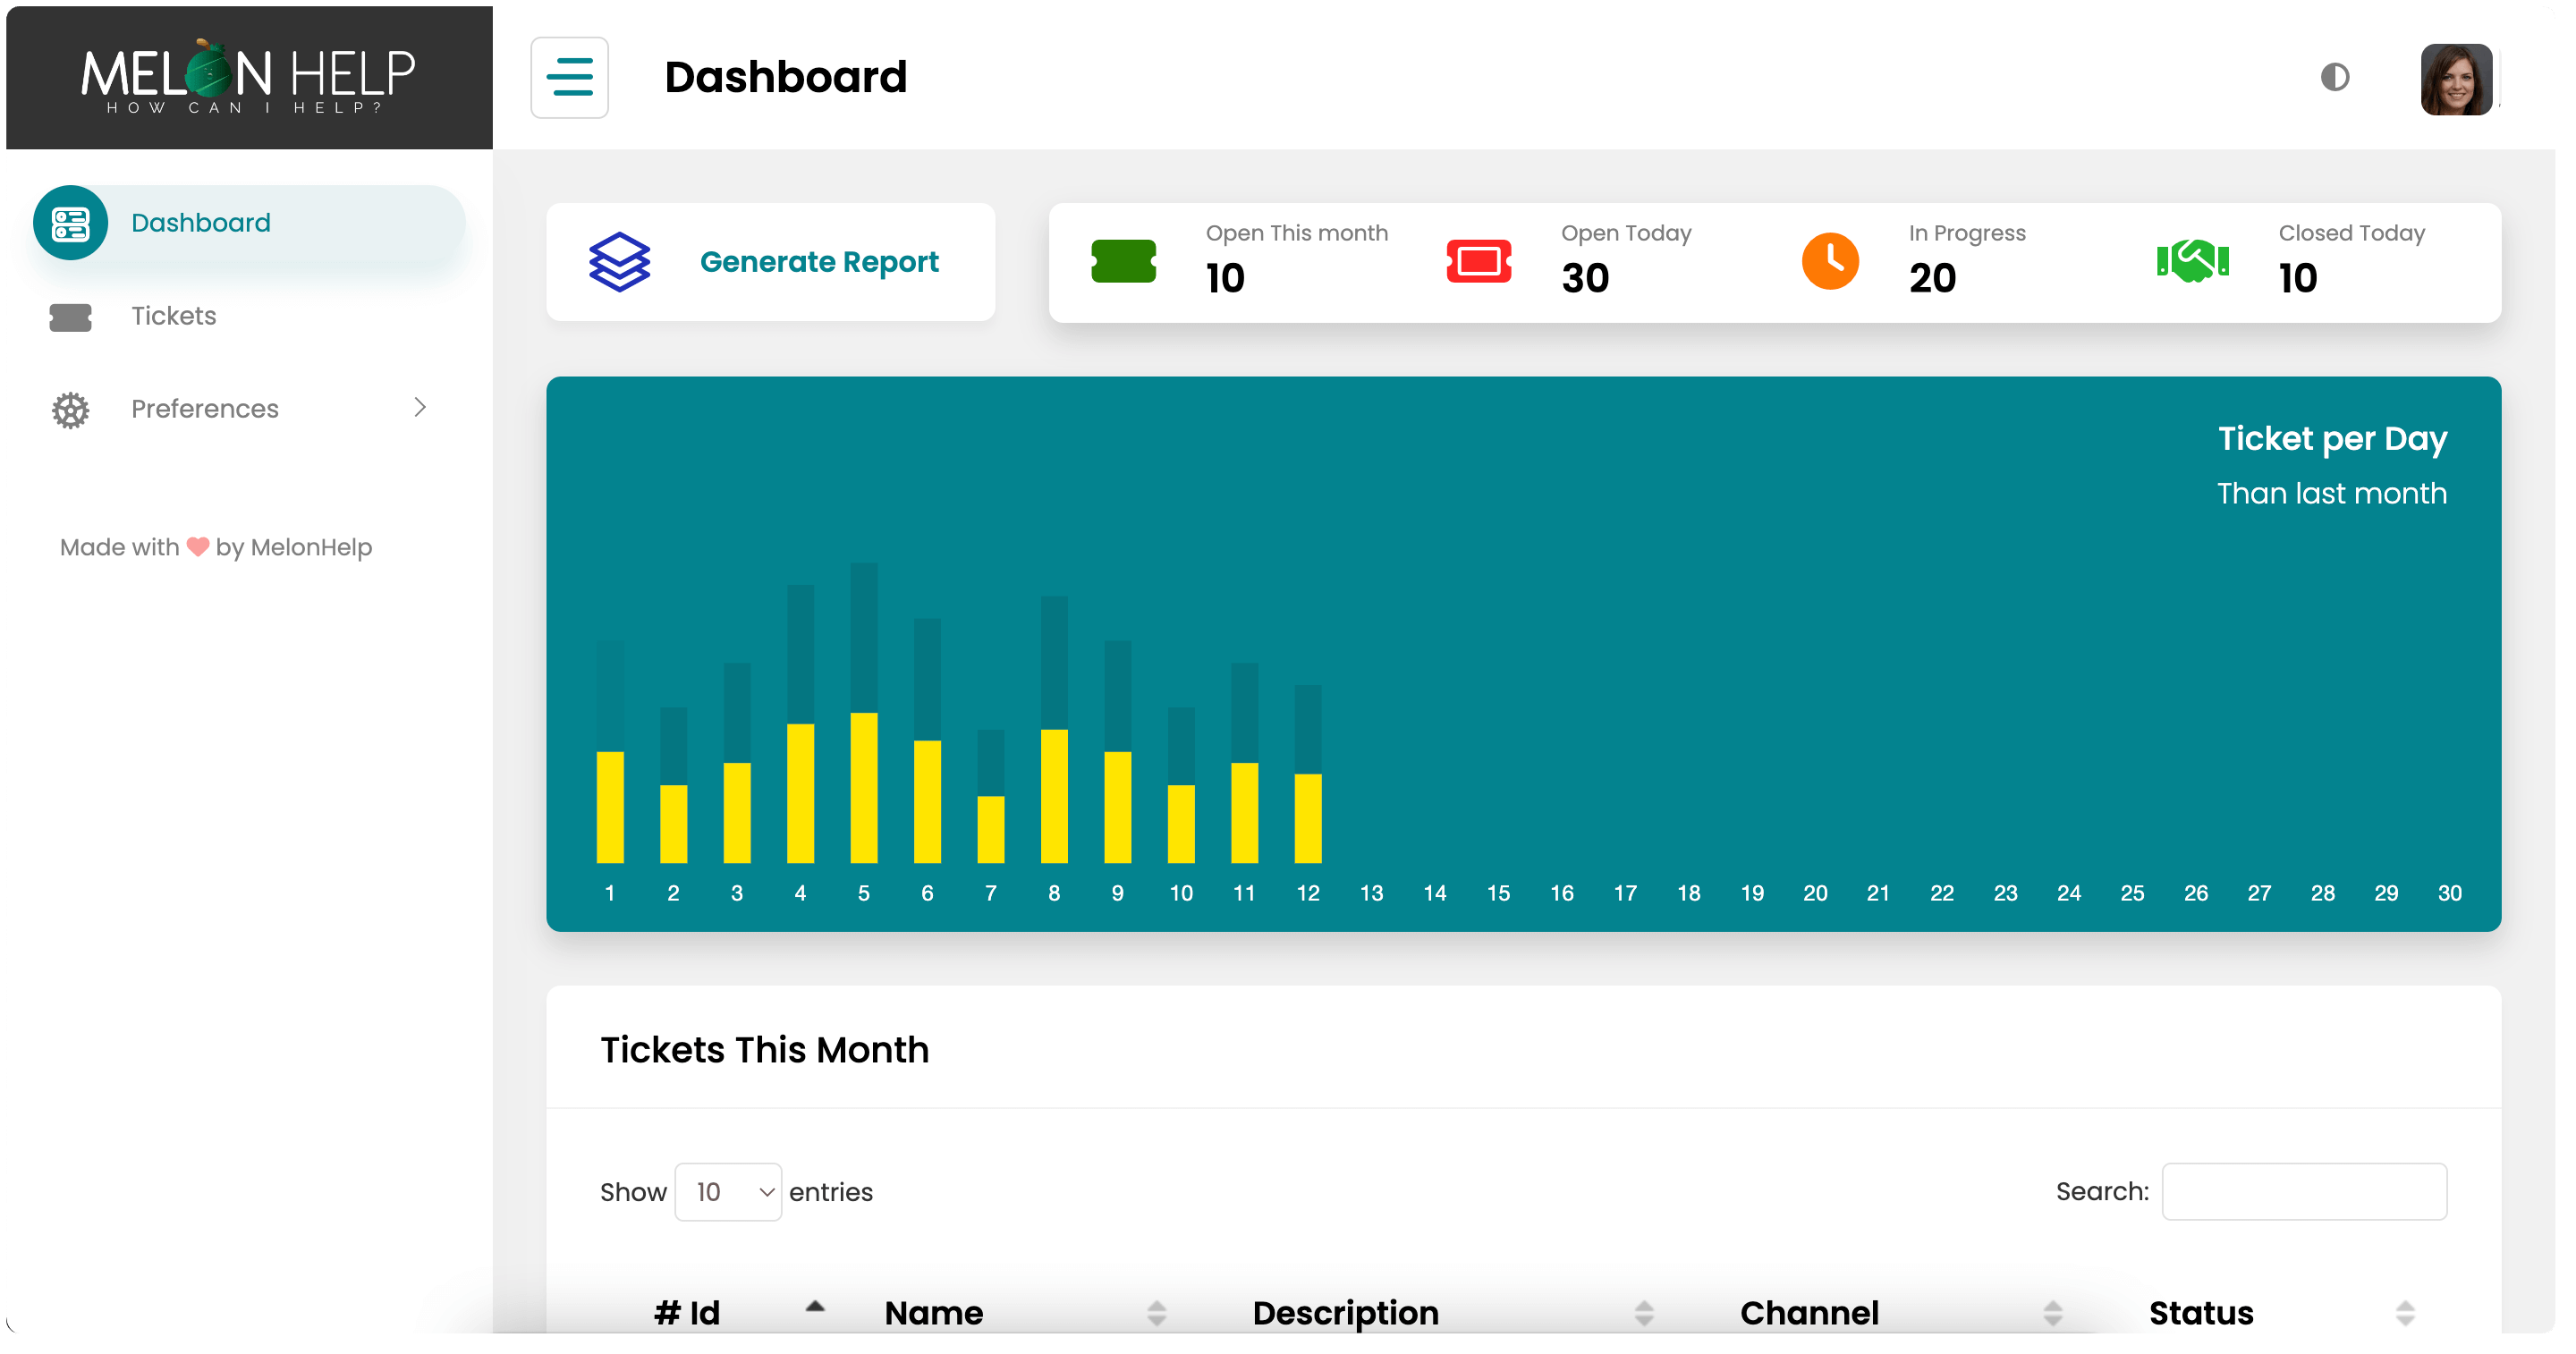 MELON HELP
HOW CAN I HELP?
Dashboard
Dashboard
Tickets
Preferences
Made with by MelonHelp
Generate Report
Open This month
10
Open Today
30
In Progress
20
Closed Today
10
Ticket per Day
Than last month
1 2 3 4 5 6 7 8 9 10 11 12 13 14 15 16 17 18 19 20 21 22 23 24 25 26 27 28 29 30
Tickets This Month
Show 10 entries
Search:
# Id Name Description Channel Status